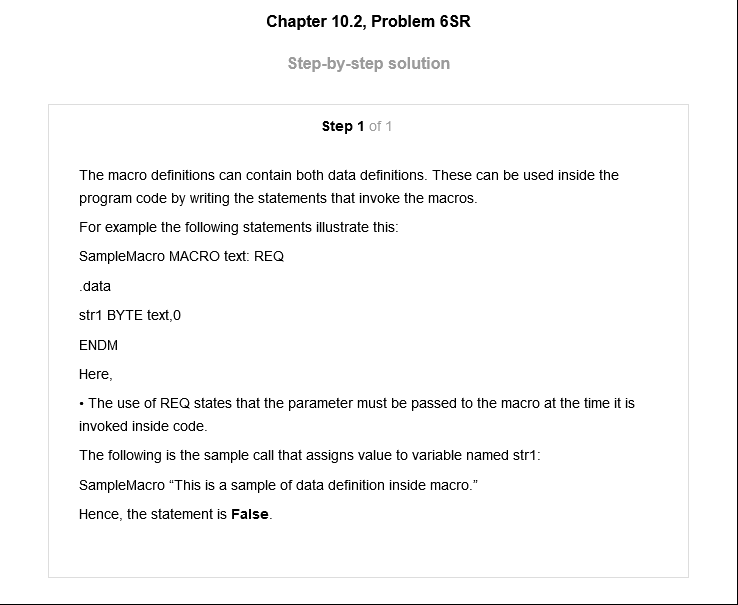 Chapter 10.2, Problem 6SR
Step-by-step solution
Step 1 of 1
The macro definitions can contain both data definitions. These can be used inside the
program code by writing the statements that invoke the macros.
For example the following statements illustrate this:
SampleMacro MACRO text: REQ
.data
str1 BYTE text,0
ENDM
Here,
• The use of REQ states that the parameter must be passed to the macro at the time it is
invoked inside code.
The following is the sample call that assigns value to variable named str1:
SampleMacro “This is a sample of data definition inside macro.”
Hence, the statement is False.